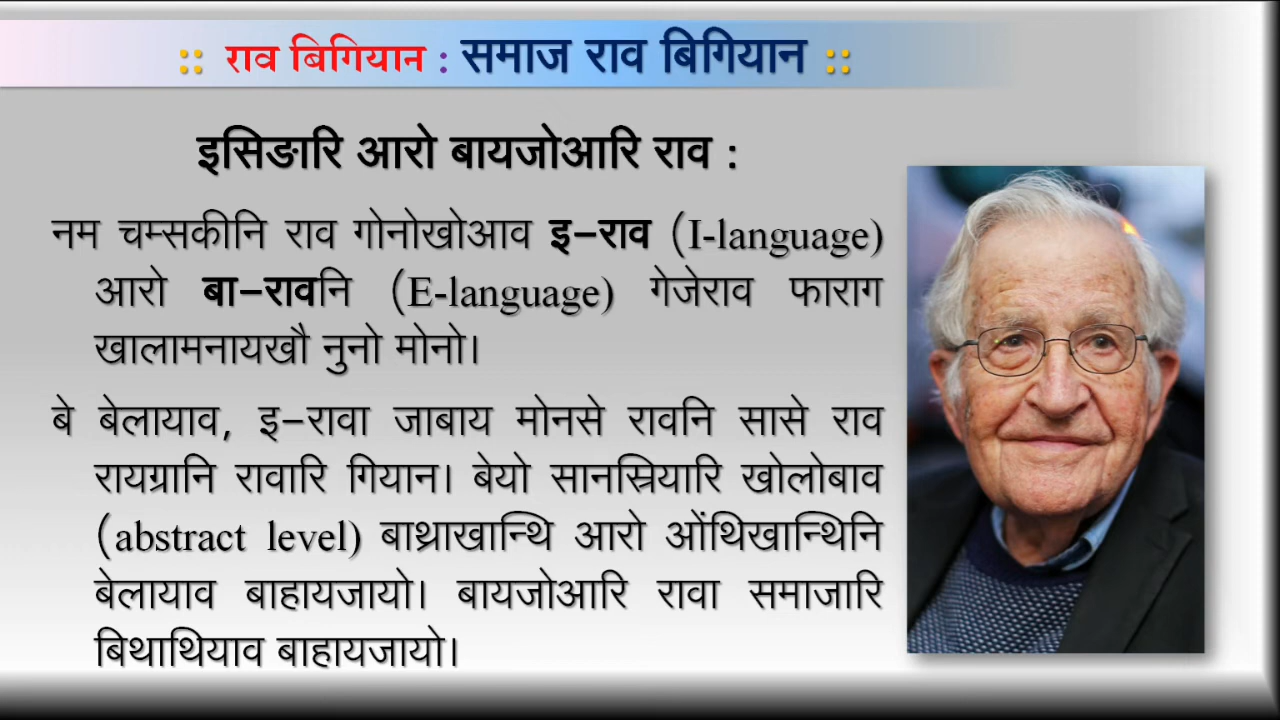 :: राव बिगियान : समाज राव बिगियान ::
इसिङारि आरो बायजोआरि राव :
नम चम्सकीनि राव गोनोखोआव इ–राव (I-language)
आरो बा–रावनि (E-language) गेजेराव फाराग
खालामनायखौ नुनो मोनो।
बे बेलायाव, इ–रावा जाबाय मोनसे रावनि सासे राव
रायग्रानि रावारि गियान। बेयो सानस्रियारि खोलोबाव
(abstract level) बाथ्राखान्थि आरो ओंथिखान्थिनि
बेलायाव बाहायजायो। बायजोआरि रावा समाजारि
बिथाथियाव बाहायजायो।